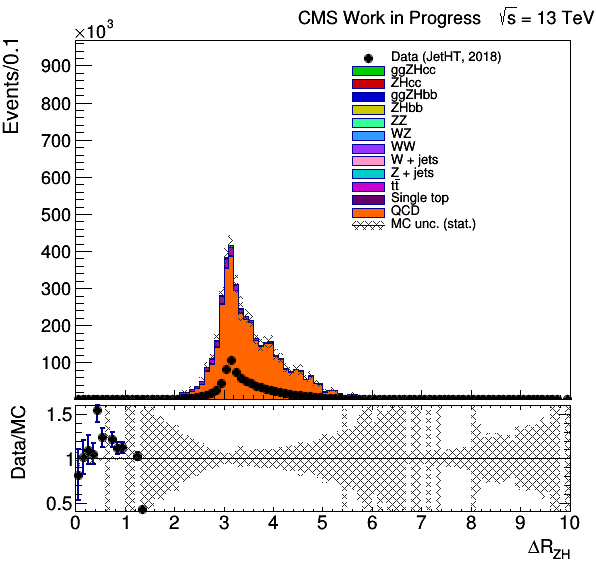 CMS Work in Progress √s = 13 TeV
×10³
Events/0.1
900
800
700
600
500
400
300
200
100
Data (JetHT, 2018)
ggZHcc
ZHcc
ggZHbb
ZHbb
ZZ
WZ
WW
W + jets
Z + jets
tt̄
Single top
QCD
MC unc. (stat.)
Data/MC
1.5
1
0.5
0 1 2 3 4 5 6 7 8 9 10
ΔR_ZH